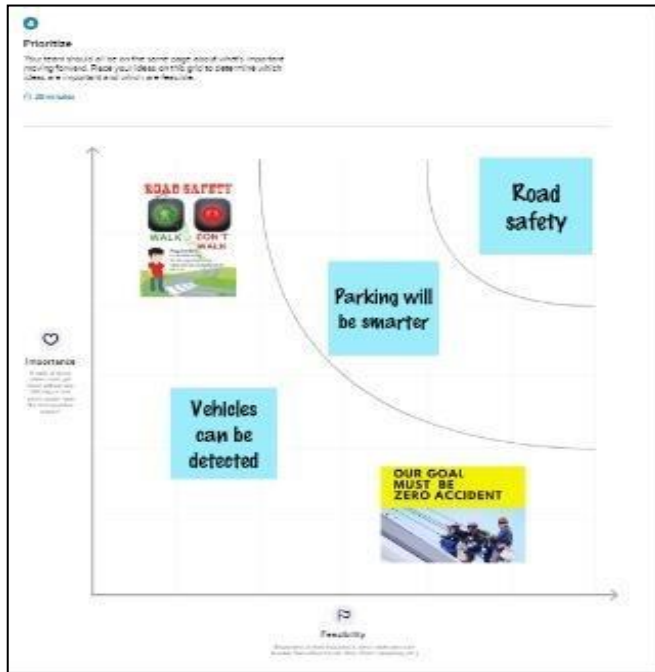 Prioritize
Your team should all be on the same page about what's important
moving forward. Place your ideas on this grid to determine which
ideas are important and which are feasible.
20 minutes
ROAD SAFETY
WALK
DON'T
WALK
Road
safety
Parking will
be smarter
Importance
Vehicles
can be
detected
OUR GOAL
MUST BE
ZERO ACCIDENT
Feasibility